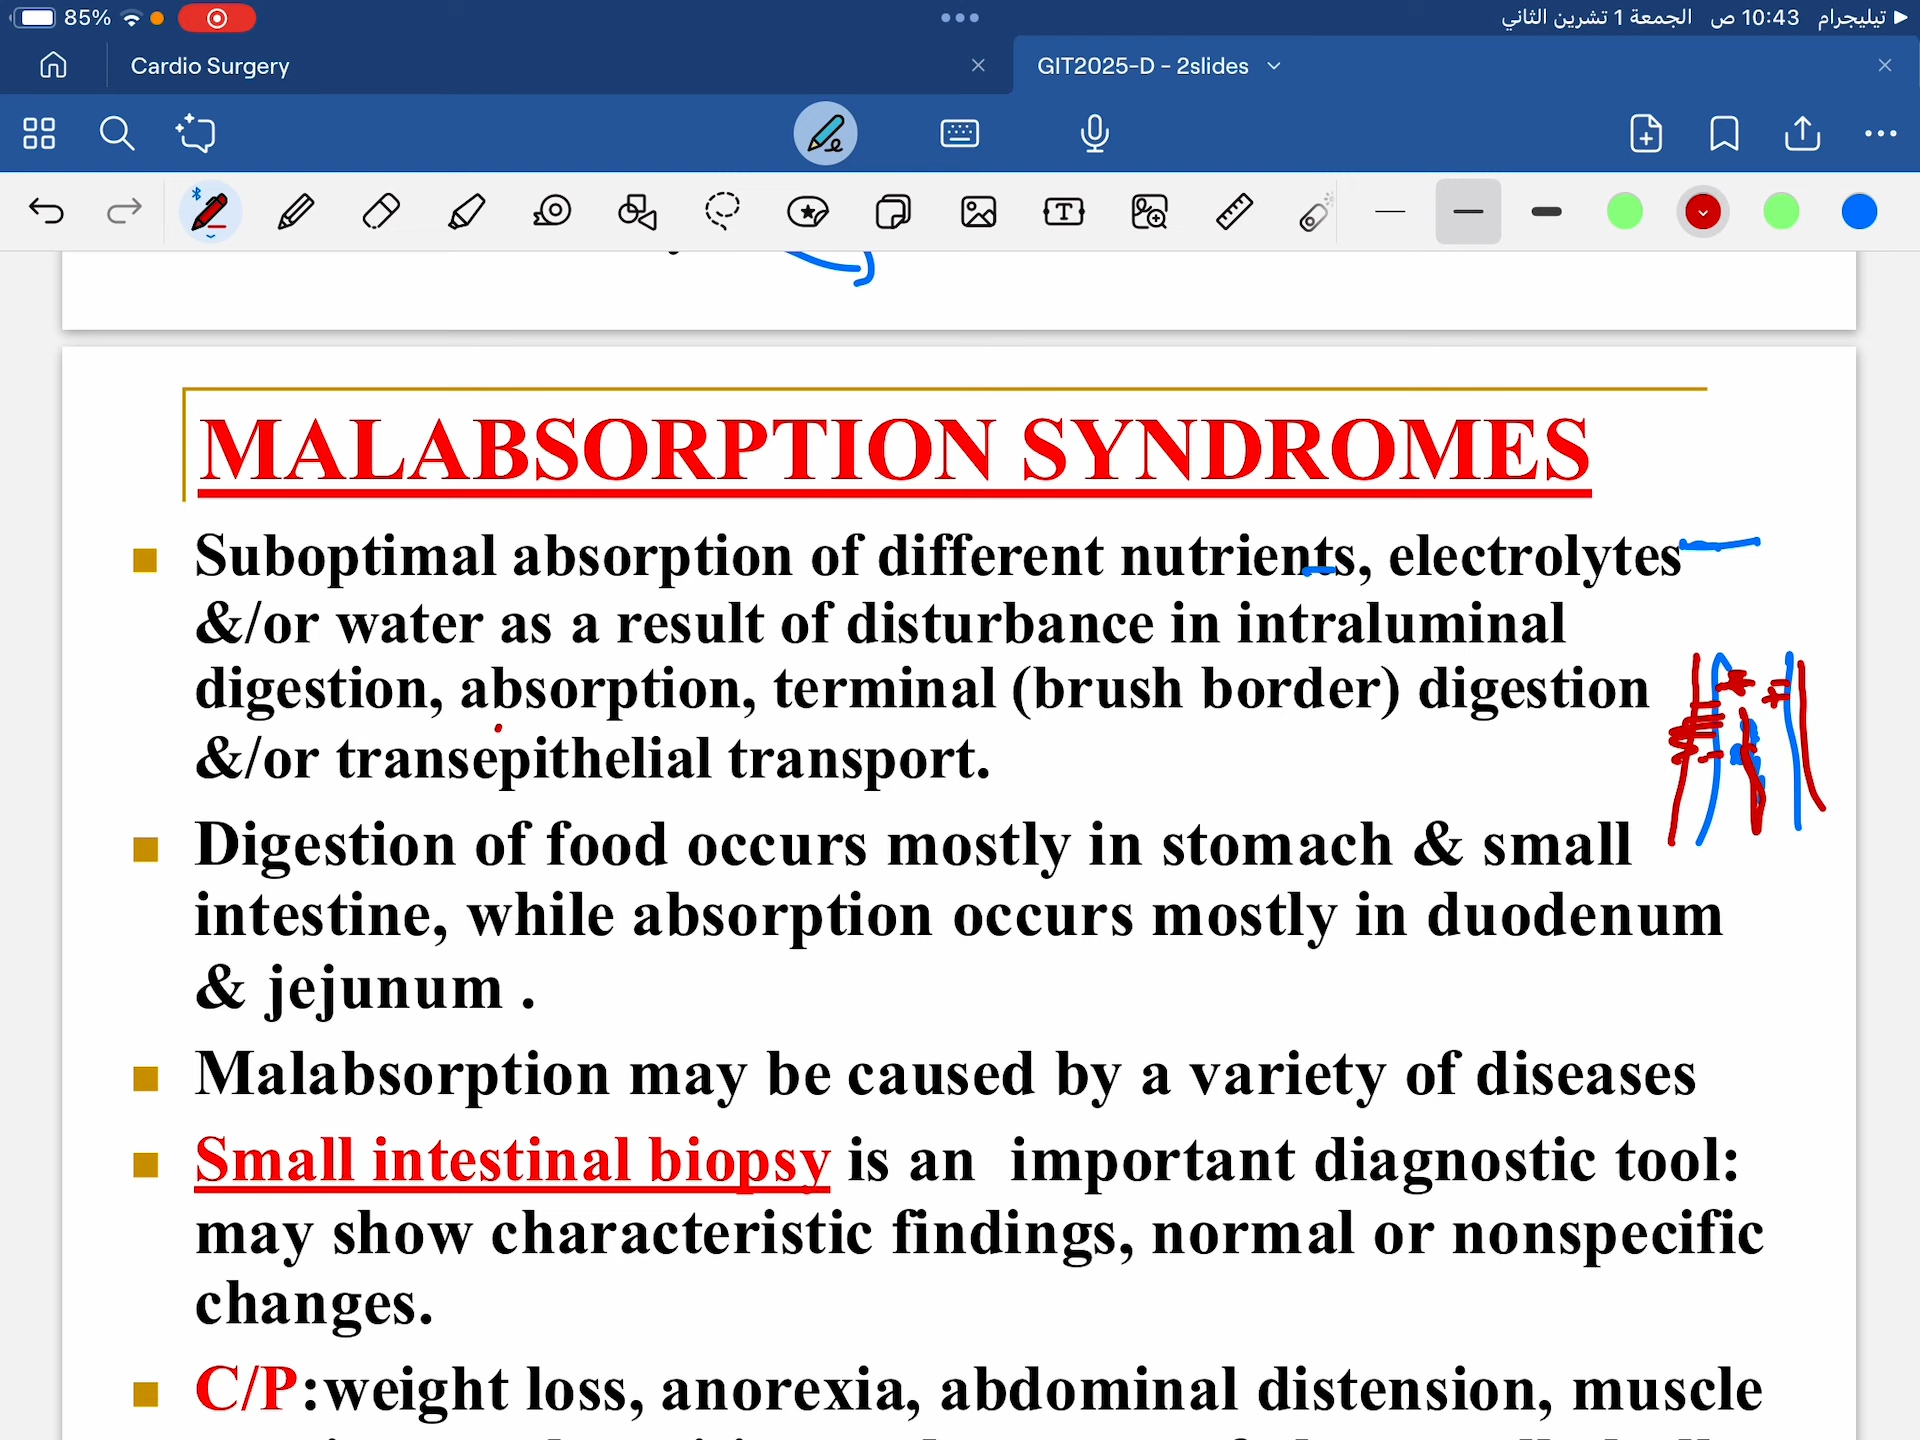 85%
10:43 ص الجمعة 1 تشرين الثاني
تيليجرام
Cardio Surgery
GIT2025-D - 2slides
MALABSORPTION SYNDROMES
Suboptimal absorption of different nutrients, electrolytes
&/or water as a result of disturbance in intraluminal
digestion, absorption, terminal (brush border) digestion
&/or transepithelial transport.
Digestion of food occurs mostly in stomach & small
intestine, while absorption occurs mostly in duodenum
& jejunum .
Malabsorption may be caused by a variety of diseases
Small intestinal biopsy is an important diagnostic tool:
may show characteristic findings, normal or nonspecific
changes.
C/P:weight loss, anorexia, abdominal distension, muscle